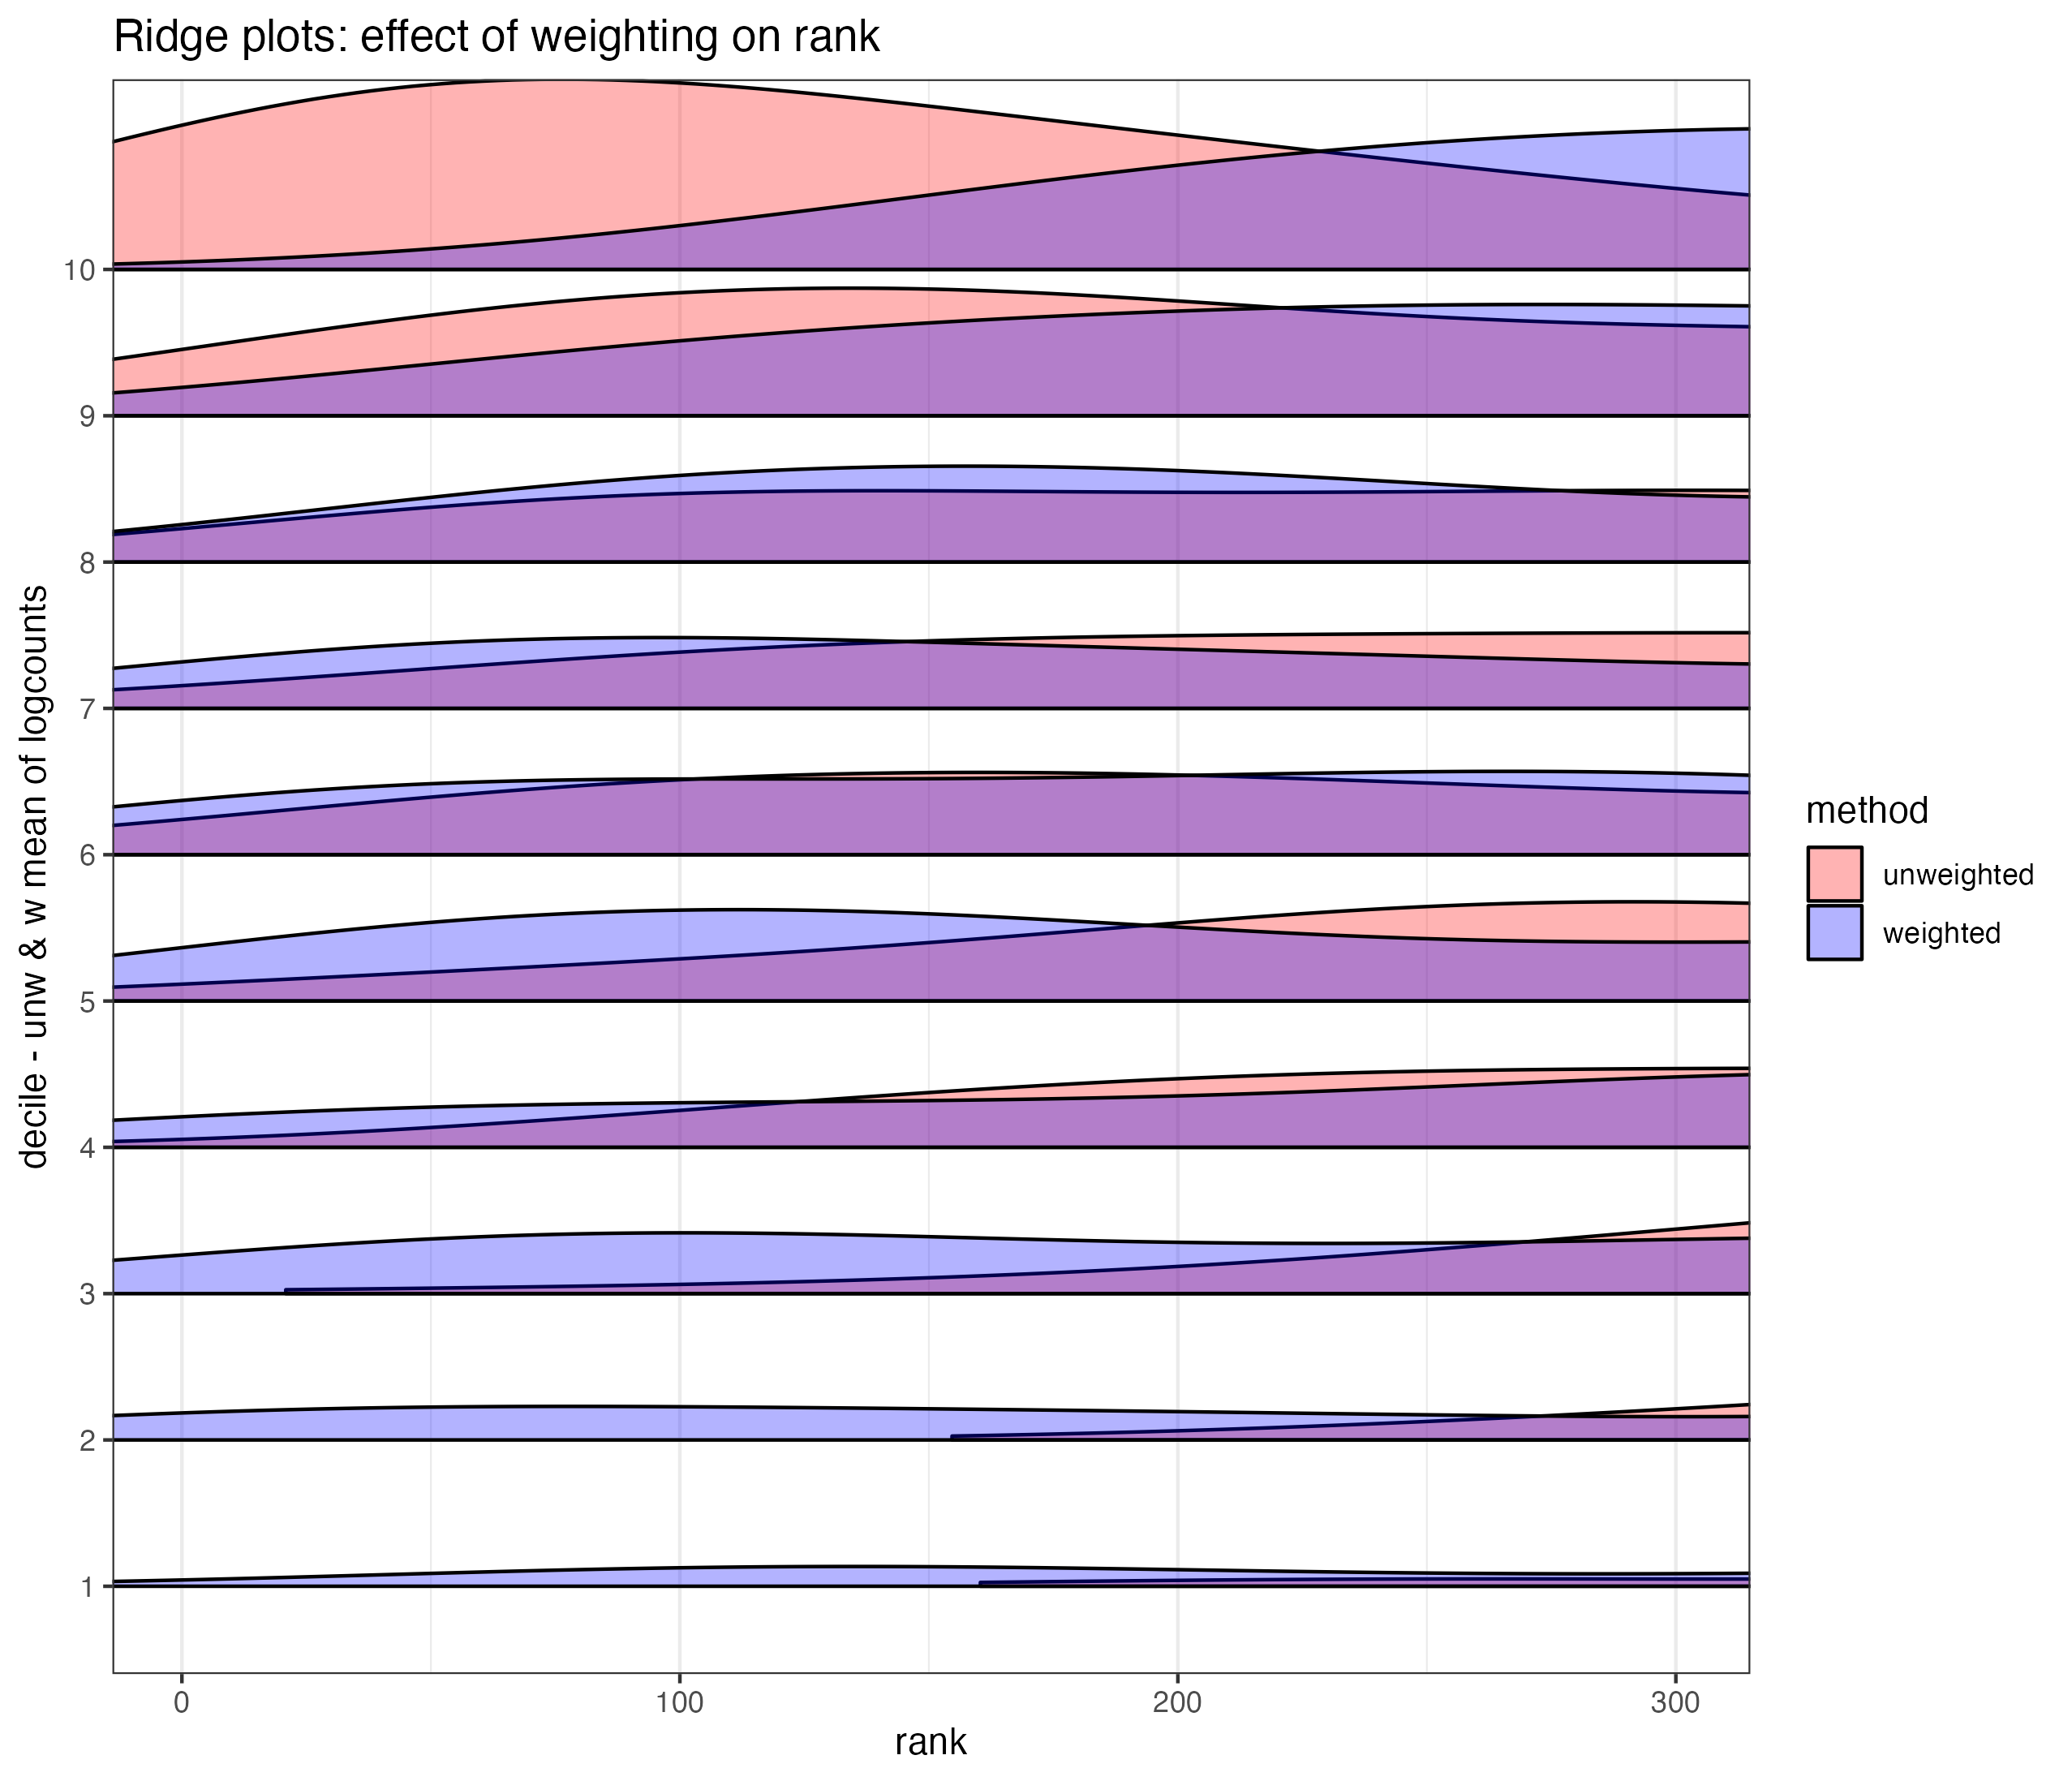 Ridge plots: effect of weighting on rank
decile - unw & w mean of logcounts
10
9
8
7
6
5
4
3
2
1
0
100
200
300
rank
method
unweighted
weighted